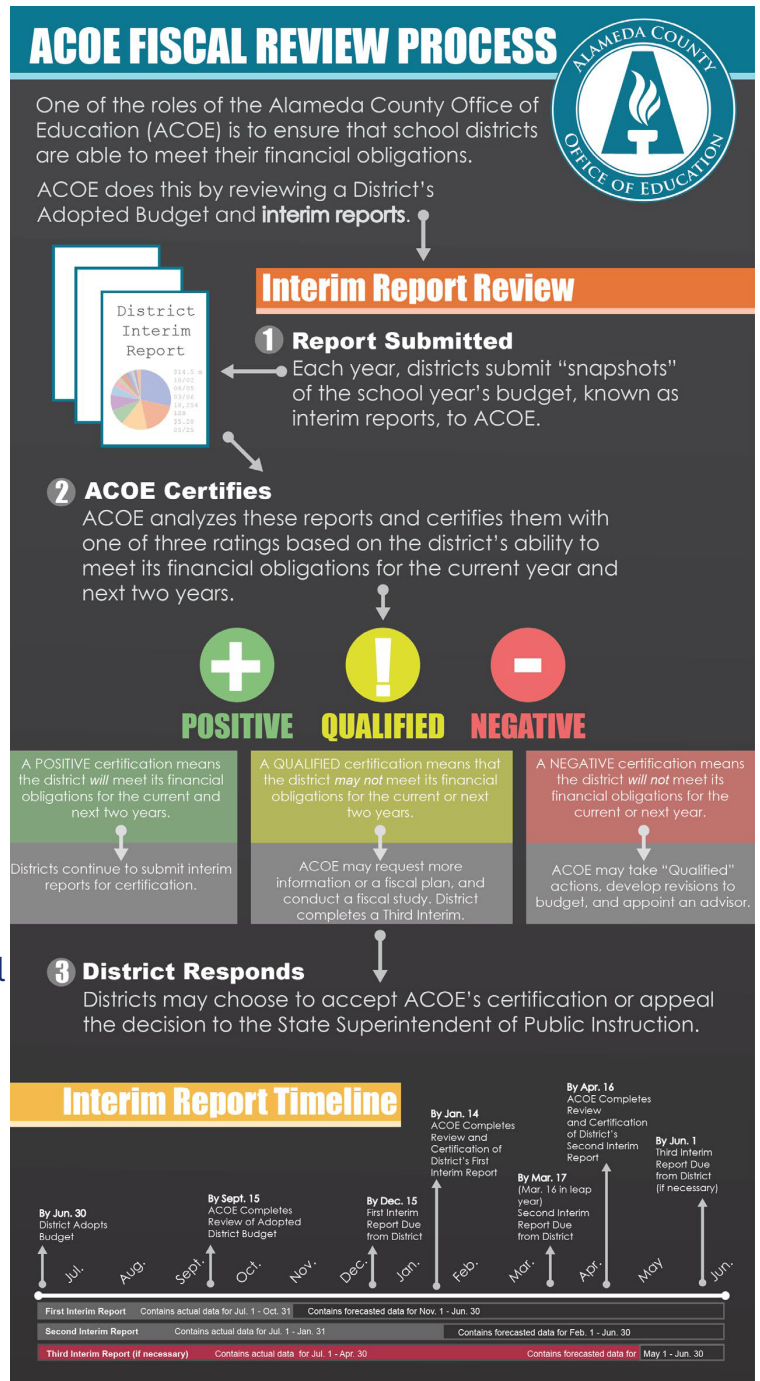 ACOE FISCAL REVIEW PROCESS
ALAMEDA COUNTY
OFFICE OF EDUCATION
One of the roles of the Alameda County Office of
Education (ACOE) is to ensure that school districts
are able to meet their financial obligations.
ACOE does this by reviewing a District's
Adopted Budget and interim reports.
Interim Report Review
District
Interim
Report
1 Report Submitted
Each year, districts submit “snapshots”
of the school year's budget, known as
interim reports, to ACOE.
2 ACOE Certifies
ACOE analyzes these reports and certifies them with
one of three ratings based on the district's ability to
meet its financial obligations for the current year and
next two years.
+
!
-
POSITIVE
QUALIFIED
NEGATIVE
A POSITIVE certification means
the district will meet its financial
obligations for the current and
next two years.
Districts continue to submit interim
reports for certification.
A QUALIFIED certification means that
the district may not meet its financial
obligations for the current or next
two years.
ACOE may request more
information or a fiscal plan, and
conduct a fiscal study. District
completes a Third Interim.
A NEGATIVE certification means
the district will not meet its
financial obligations for the
current or next year.
ACOE may take “Qualified”
actions, develop revisions to
budget, and appoint an advisor.
3 District Responds
Districts may choose to accept ACOE's certification or appeal
the decision to the State Superintendent of Public Instruction.
Interim Report Timeline
By Jun. 30
District Adopts
Budget
By Sept. 15
ACOE Completes
Review of Adopted
District Budget
By Dec. 15
First Interim
Report Due
from District
By Jan. 14
ACOE Completes
Review and
Certification of
District's First
Interim Report
By Mar. 17
(Mar. 16 in leap
year)
Second Interim
Report Due
from District
By Apr. 16
ACOE Completes
Review
and Certification
of District's
Second Interim
Report
By Jun. 1
Third Interim
Report Due
from District
(if necessary)
Jul. Aug. Sept. Oct. Nov. Dec. Jan. Feb. Mar. Apr. May Jun.
First Interim Report Contains actual data for Jul. 1 - Oct. 31 Contains forecasted data for Nov. 1 - Jun. 30
Second Interim Report Contains actual data for Jul. 1 - Jan. 31 Contains forecasted data for Feb. 1 - Jun. 30
Third Interim Report (if necessary) Contains actual data for Jul. 1 - Apr. 30 Contains forecasted data for May 1 - Jun. 30